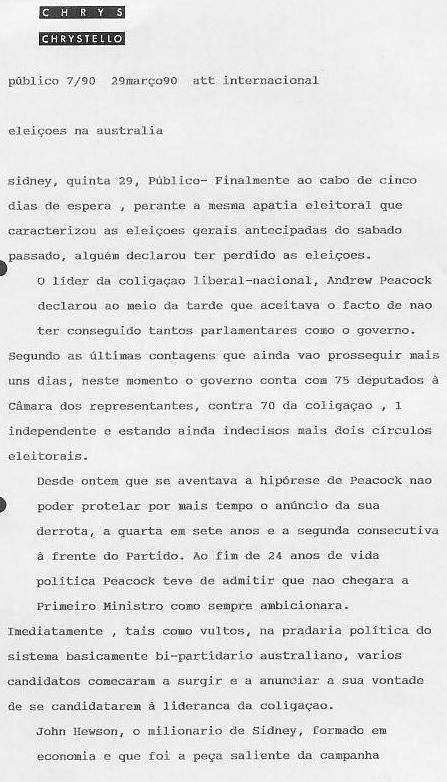 CHRYS
CHRYSTELLO
público 7/90 29março90 att internacional
eleiçoes na australia
sidney, quinta 29, Público- Finalmente ao cabo de cinco
dias de espera , perante a mesma apatia eleitoral que
caracterizou as eleiçoes gerais antecipadas do sabado
passado, alguém declarou ter perdido as eleiçoes.
O líder da coligaçao liberal-nacional, Andrew Peacock
declarou ao meio da tarde que aceitava o facto de nao
ter conseguido tantos parlamentares como o governo.
Segundo as últimas contagens que ainda vao prosseguir mais
uns dias, neste momento o governo conta com 75 deputados à
Câmara dos representantes, contra 70 da coligaçao , 1
independente e estando ainda indecisos mais dois círculos
eleitorais.
Desde ontem que se aventava a hipórese de Peacock nao
poder protelar por mais tempo o anúncio da sua
derrota, a quarta em sete anos e a segunda consecutiva
à frente do Partido. Ao fim de 24 anos de vida
política Peacock teve de admitir que nao chegara a
Primeiro Ministro como sempre ambicionara.
Imediatamente , tais como vultos, na pradaria política do
sistema basicamente bi-partidario australiano, varios
candidatos comecaram a surgir e a anunciar a sua vontade
de se candidatarem à lideranca da coligaçao.
John Hewson, o milionario de Sidney, formado em
economia e que foi a peça saliente da campanha